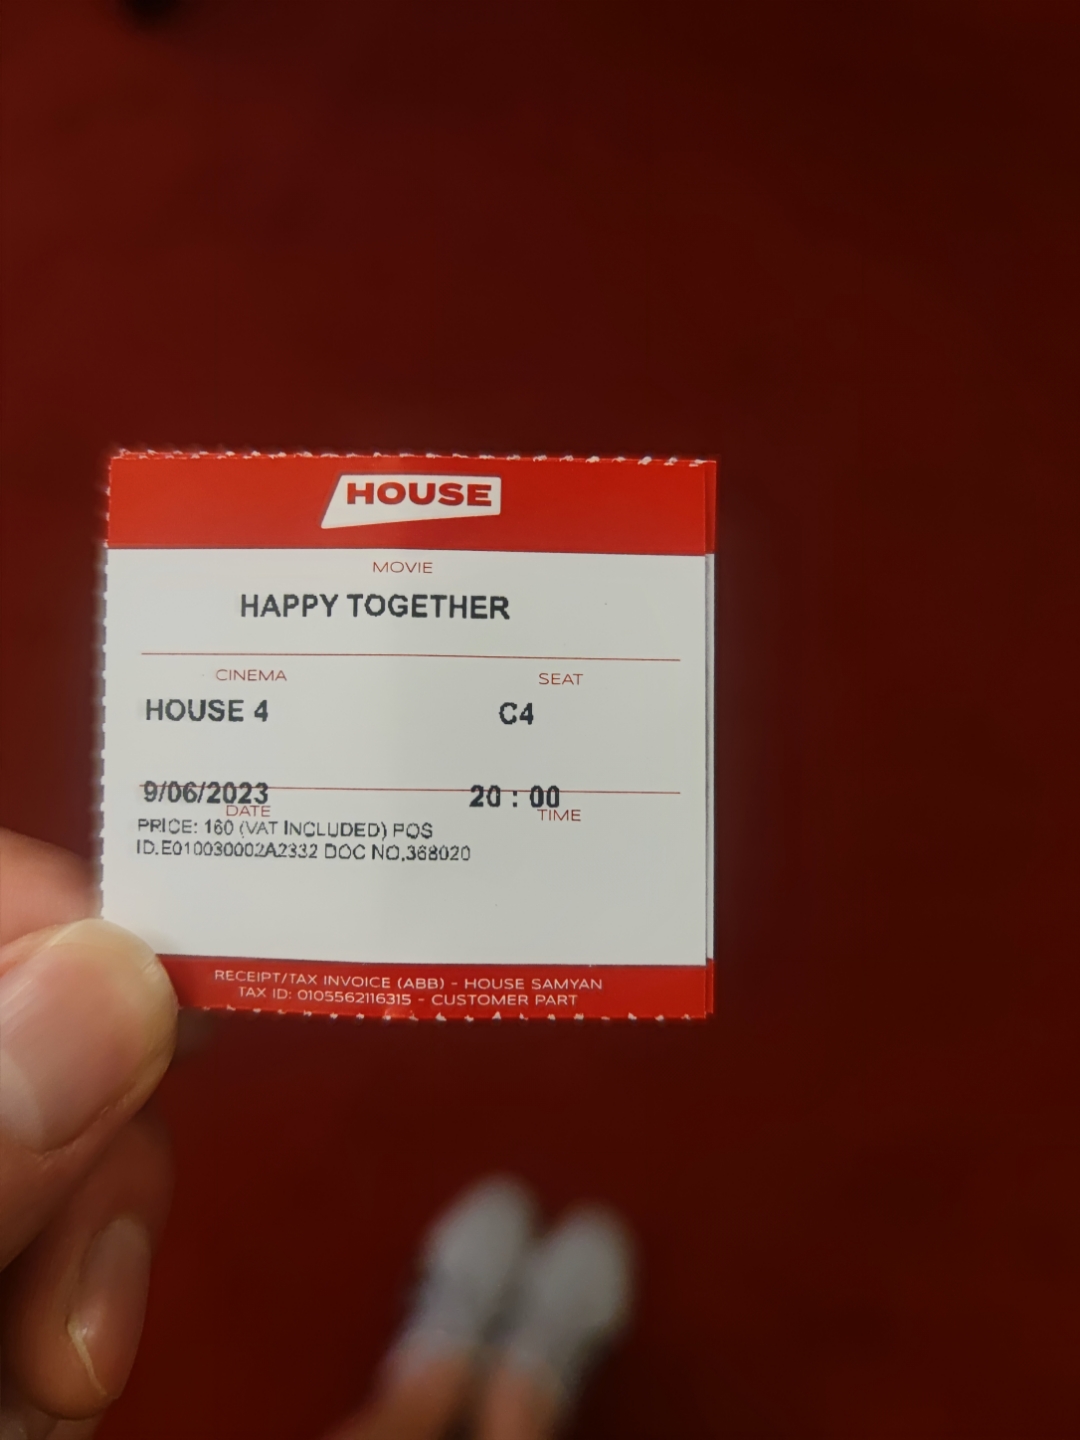 HOUSE
MOVIE
HAPPY TOGETHER
CINEMA SEAT
HOUSE 4 C4
9/06/2023 20 : 00
DATE TIME
PRICE: 160 (VAT INCLUDED) POS
ID.E010030002A2332 DOC NO.368020
RECEIPT/TAX INVOICE (ABB) - HOUSE SAMYAN
TAX ID: 0105562116315 - CUSTOMER PART